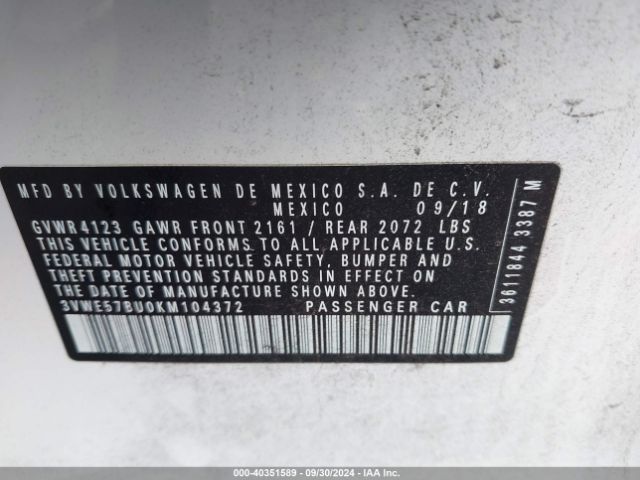 MFD BY VOLKSWAGEN DE MEXICO S.A. DE C.V.
MEXICO 09/18
GVWR 4123 GAWR FRONT 2161 / REAR 2072 LBS
THIS VEHICLE CONFORMS TO ALL APPLICABLE U.S.
FEDERAL MOTOR VEHICLE SAFETY, BUMPER AND
THEFT PREVENTION STANDARDS IN EFFECT ON
THE DATE OF MANUFACTURE SHOWN ABOVE.
3VWE57BU0KM104372 PASSENGER CAR
3611844 3387 M
000-40351589 - 09/30/2024 - IAA Inc.